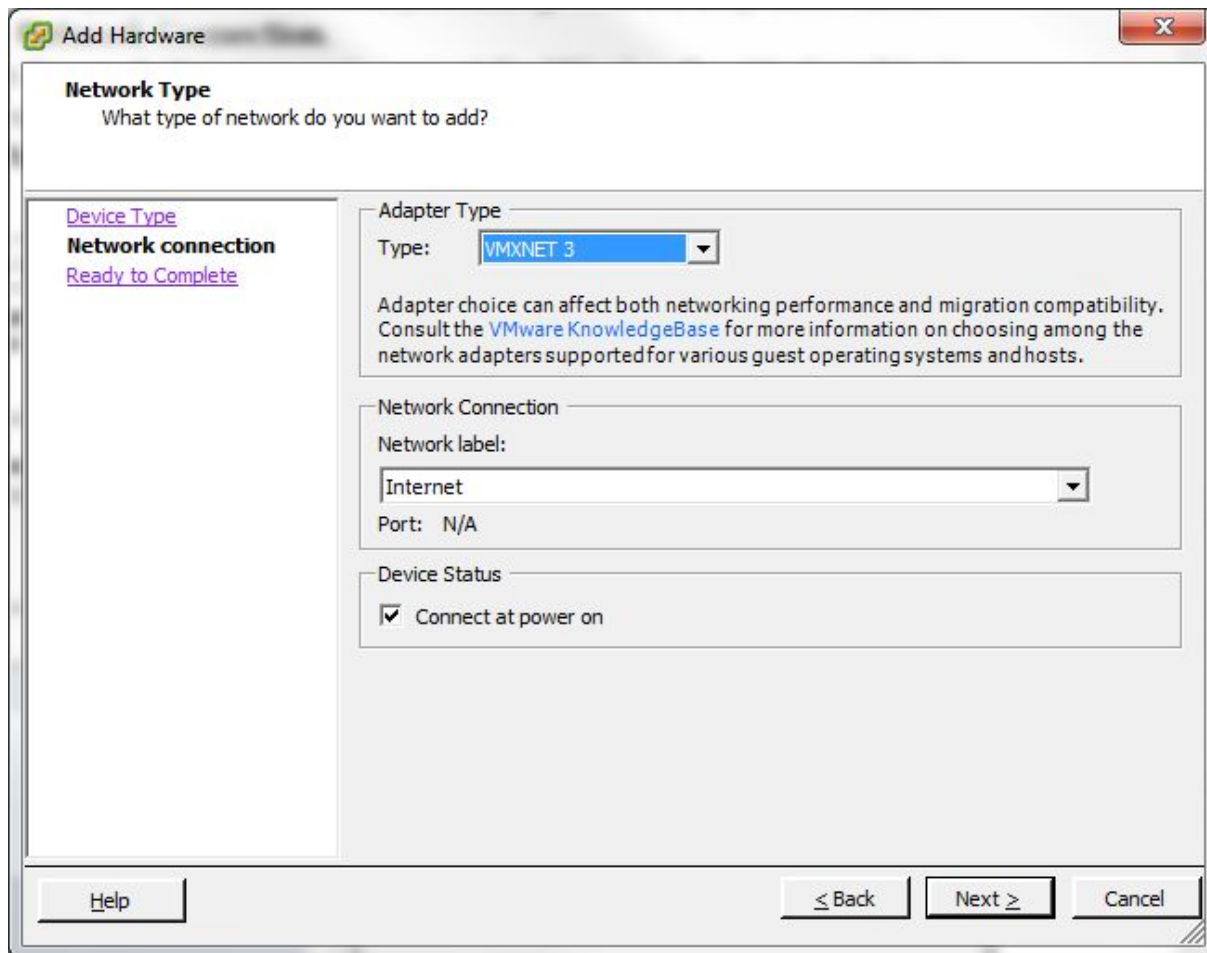 Add Hardware
Network Type
What type of network do you want to add?
Device Type
Network connection
Ready to Complete
Adapter Type
Type: VMXNET 3
Adapter choice can affect both networking performance and migration compatibility.
Consult the VMware KnowledgeBase for more information on choosing among the
network adapters supported for various guest operating systems and hosts.
Network Connection
Network label:
Internet
Port: N/A
Device Status
Connect at power on
Help
< Back
Next >
Cancel